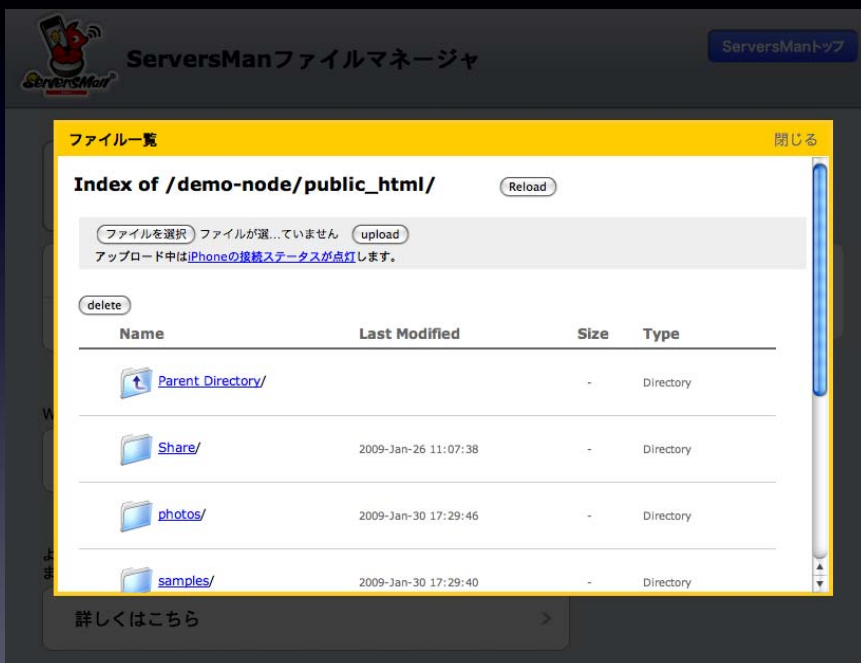 ServersMan
ServersManファイルマネージャ
ServersManトップ
ファイル一覧
閉じる
Index of /demo-node/public_html/
Reload
ファイルを選択 ファイルが選...ていません upload
アップロード中はiPhoneの接続ステータスが点灯します。
delete
Name Last Modified Size Type
Parent Directory/ - Directory
Share/ 2009-Jan-26 11:07:38 - Directory
photos/ 2009-Jan-30 17:29:46 - Directory
samples/ 2009-Jan-30 17:29:40 - Directory
W
よ
ま
詳しくはこちら